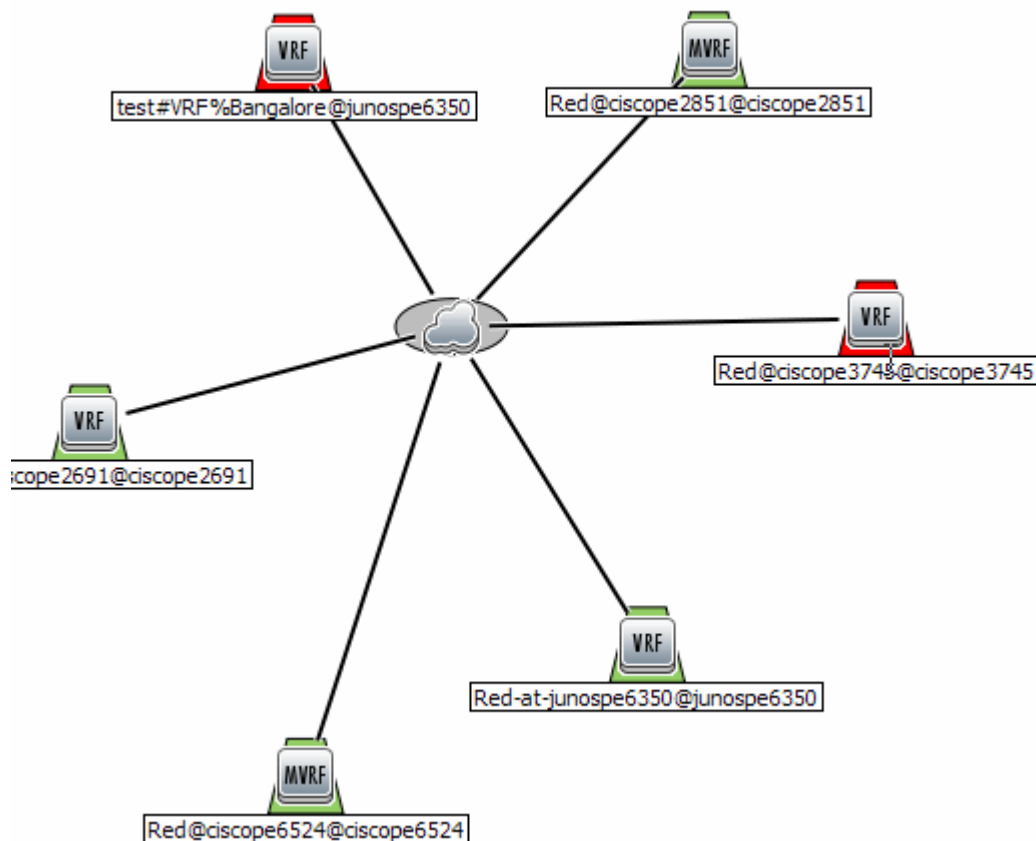 VRF
test#VRF%Bangalore@junospe6350
MVRF
Red@ciscope2851@ciscope2851
VRF
Red@ciscope3745@ciscope3745
VRF
scope2691@ciscope2691
VRF
Red-at-junospe6350@junospe6350
MVRF
Red@ciscope6524@ciscope6524